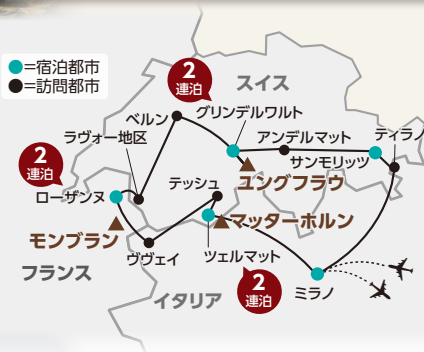 ●=宿泊都市
●=訪問都市
2
連泊
スイス
ベルン
グリンデルワルト
ラヴォー地区
アンデルマット
ティラノ
サンモリッツ
2
連泊
テッシュ
ユングフラウ
ローザンヌ
マッターホルン
モンブラン
ヴヴェイ
ツェルマット
フランス
2
連泊
イタリア
ミラノ